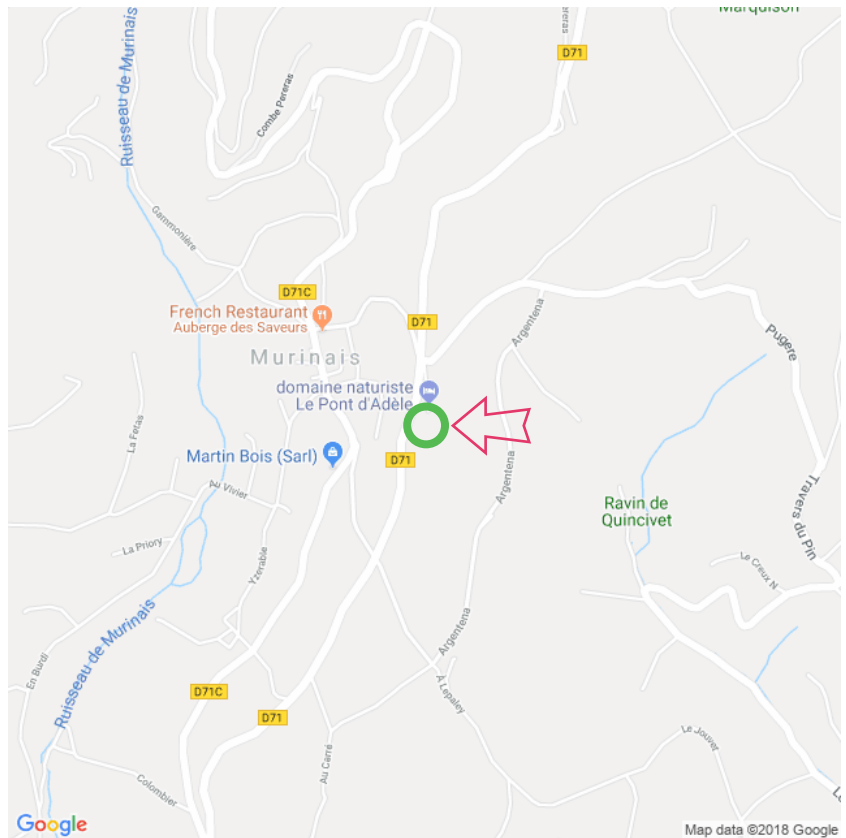 Marquison
reras
D71
Ruisseau de Murinais
Combe Pereras
Gammonière
D71C
French Restaurant
Auberge des Saveurs
D71
Argentena
Pugere
Murinais
domaine naturiste
Le Pont d'Adèle
La Fetas
Martin Bois (Sarl)
D71
Au Vivier
Argentena
Ravin de
Quincivet
Travers du Pin
La Priory
Yzerable
Le Creux N
Ruisseau de Murinais
Argentena
En Burdi
D71C
À Lepaley
D71
Le Jouvet
Au Carré
Colombier
Le
Google
Map data ©2018 Google